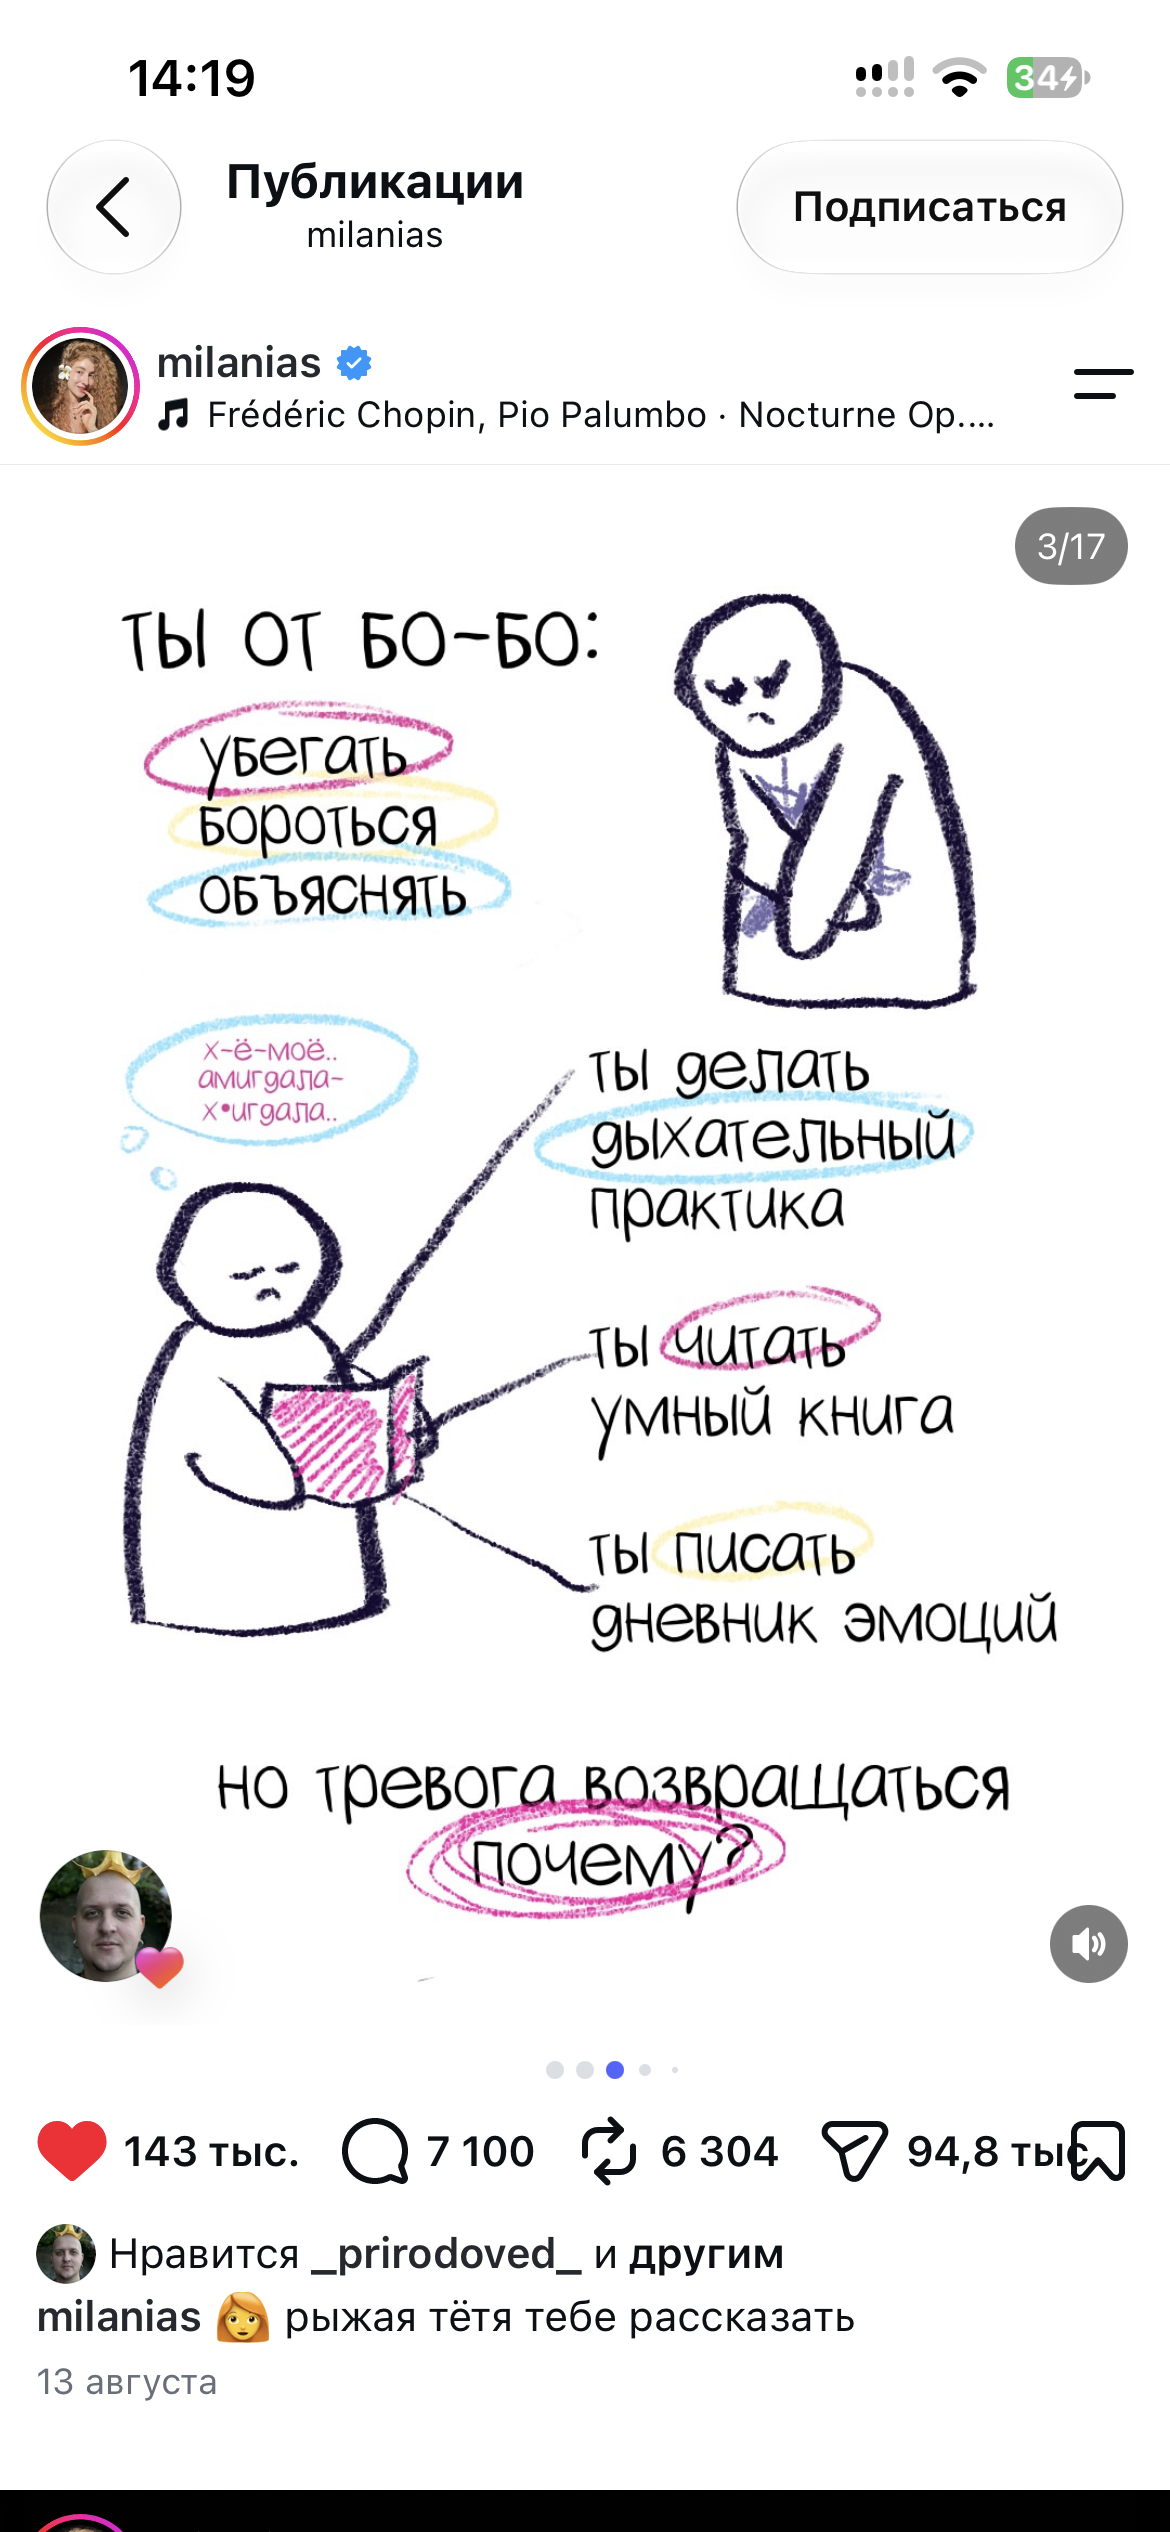 14:19
34
Публикации
milanias
Подписаться
milanias
Frédéric Chopin, Pio Palumbo · Nocturne Op....
3/17
ТЫ ОТ БО-БО:
убегать
бороться
объяснять
х-ё-моё..
амигдала-
х•игдала..
ты делать
дыхательный
практика
ты читать
умный книга
ты писать
дневник эмоций
но тревога возвращаться
почему?
143 тыс.
7 100
6 304
94,8 тыс
Нравится _prirodoved_ и другим
milanias 👩‍🦰 рыжая тётя тебе рассказать
13 августа